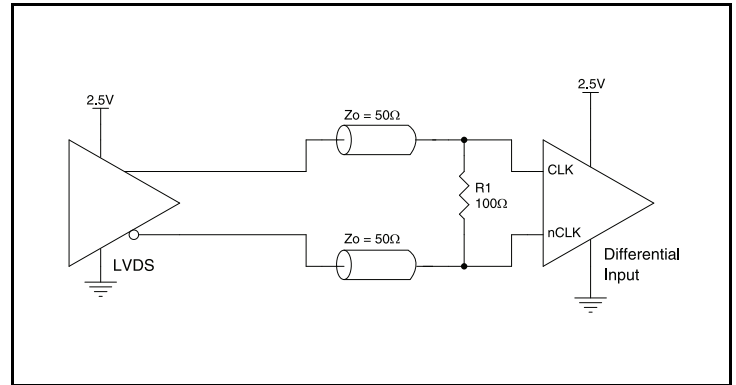 2.5V
2.5V
Zo = 50Ω
CLK
R1
100Ω
nCLK
Zo = 50Ω
LVDS
Differential
Input